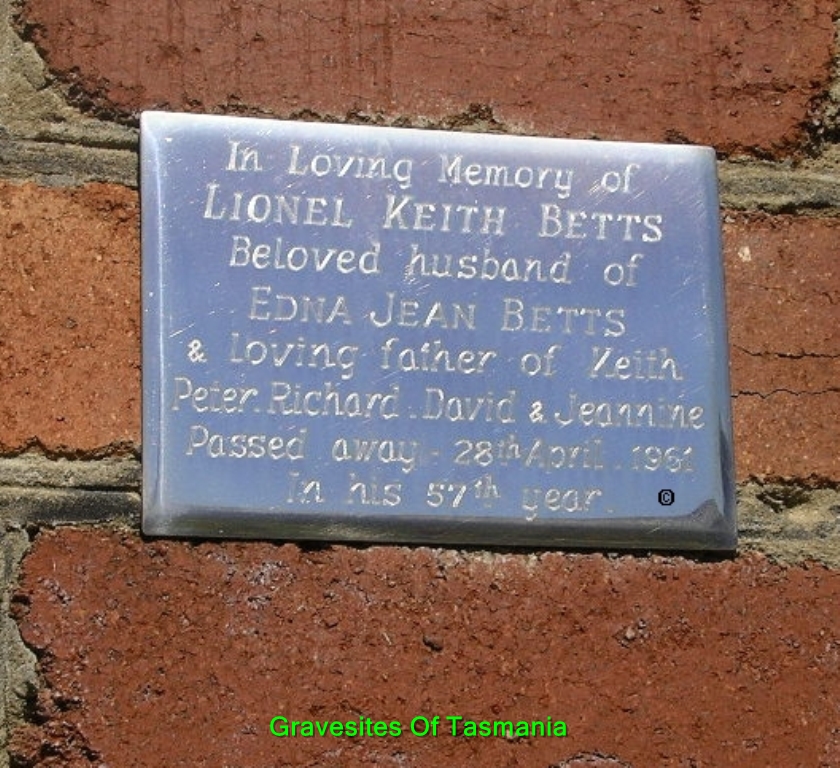 In Loving Memory of
LIONEL KEITH BETTS
Beloved husband of
EDNA JEAN BETTS
& Loving father of Keith
Peter. Richard. David & Jeannine
Passed away - 28th April. 1961
In his 57th year. ©
Gravesites Of Tasmania